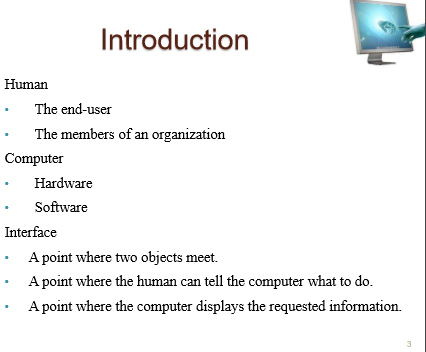 Introduction
Human
• The end-user
• The members of an organization
Computer
• Hardware
• Software
Interface
• A point where two objects meet.
• A point where the human can tell the computer what to do.
• A point where the computer displays the requested information.
3